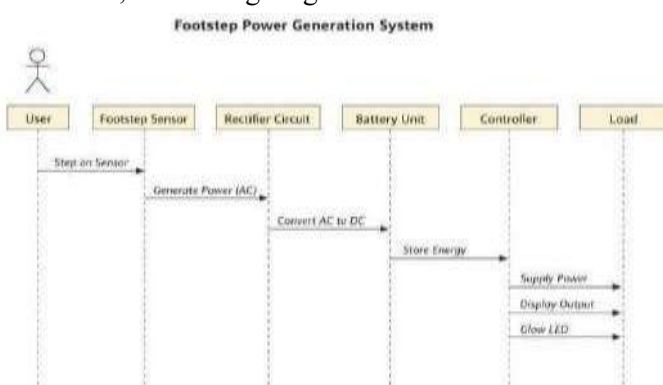 Footstep Power Generation System
User
Footstep Sensor
Rectifier Circuit
Battery Unit
Controller
Load
Step on Sensor
Generate Power (AC)
Convert AC to DC
Store Energy
Supply Power
Display Output
Glow LED